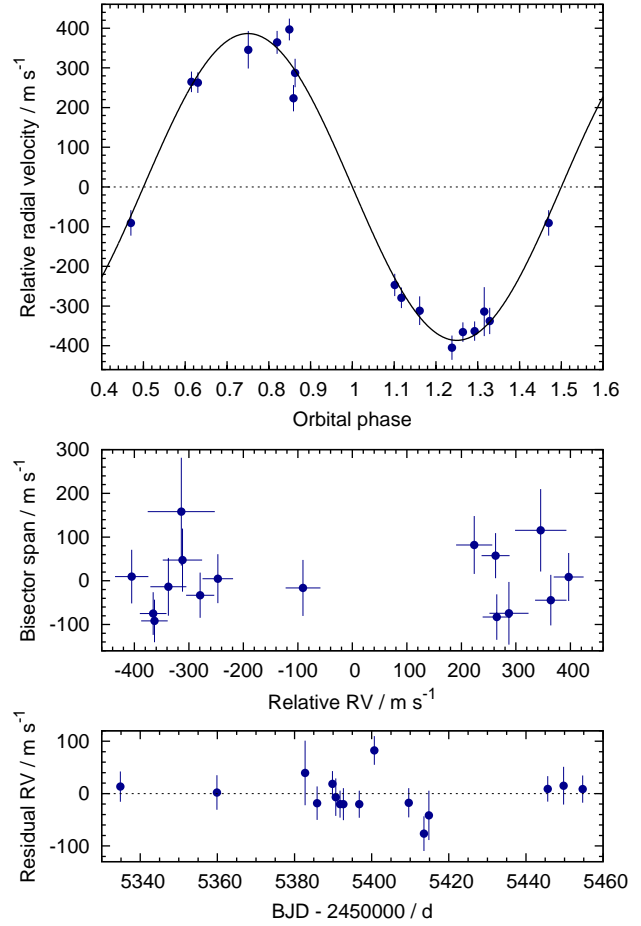 400
300
200
100
0
-100
-200
-300
-400
Relative radial velocity / m s⁻¹
0.4 0.5 0.6 0.7 0.8 0.9 1 1.1 1.2 1.3 1.4 1.5 1.6
Orbital phase
300
200
100
0
-100
Bisector span / m s⁻¹
-400 -300 -200 -100 0 100 200 300 400
Relative RV / m s⁻¹
100
0
-100
Residual RV / m s⁻¹
5340 5360 5380 5400 5420 5440 5460
BJD - 2450000 / d